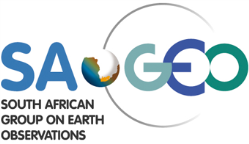 SA GEO
SOUTH AFRICAN
GROUP ON EARTH
OBSERVATIONS